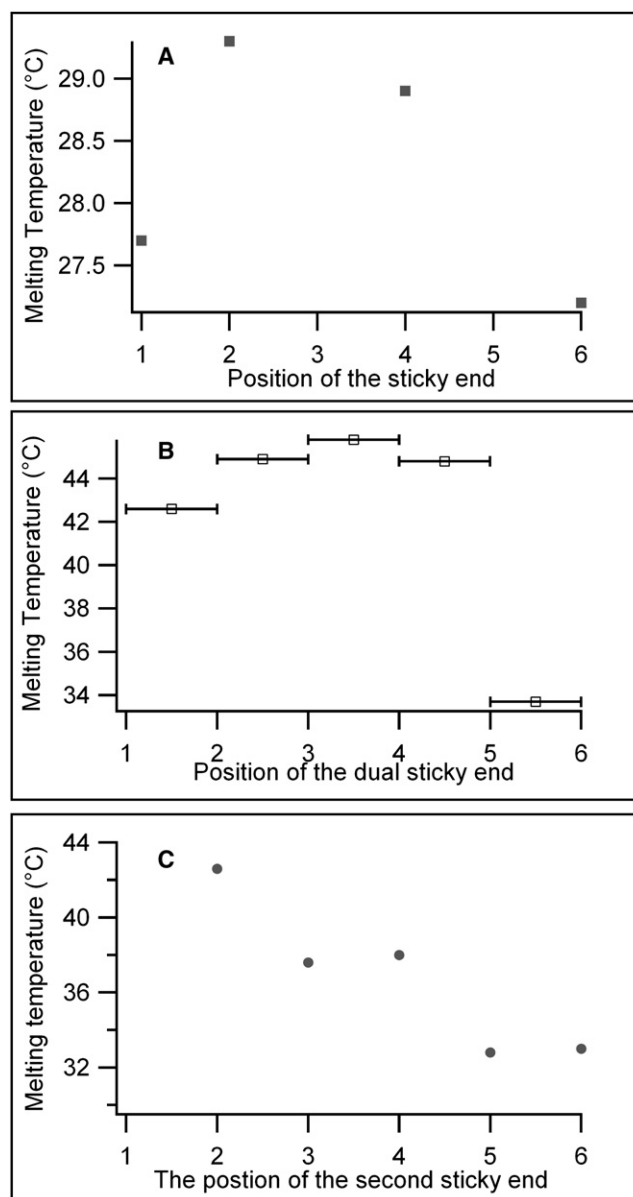 A
Melting Temperature (°C)
29.0
28.5
28.0
27.5
1 2 3 4 5 6
Position of the sticky end
B
Melting Temperature (°C)
44
42
40
38
36
34
1 2 3 4 5 6
Position of the dual sticky end
C
Melting temperature (°C)
44
40
36
32
1 2 3 4 5 6
The postion of the second sticky end